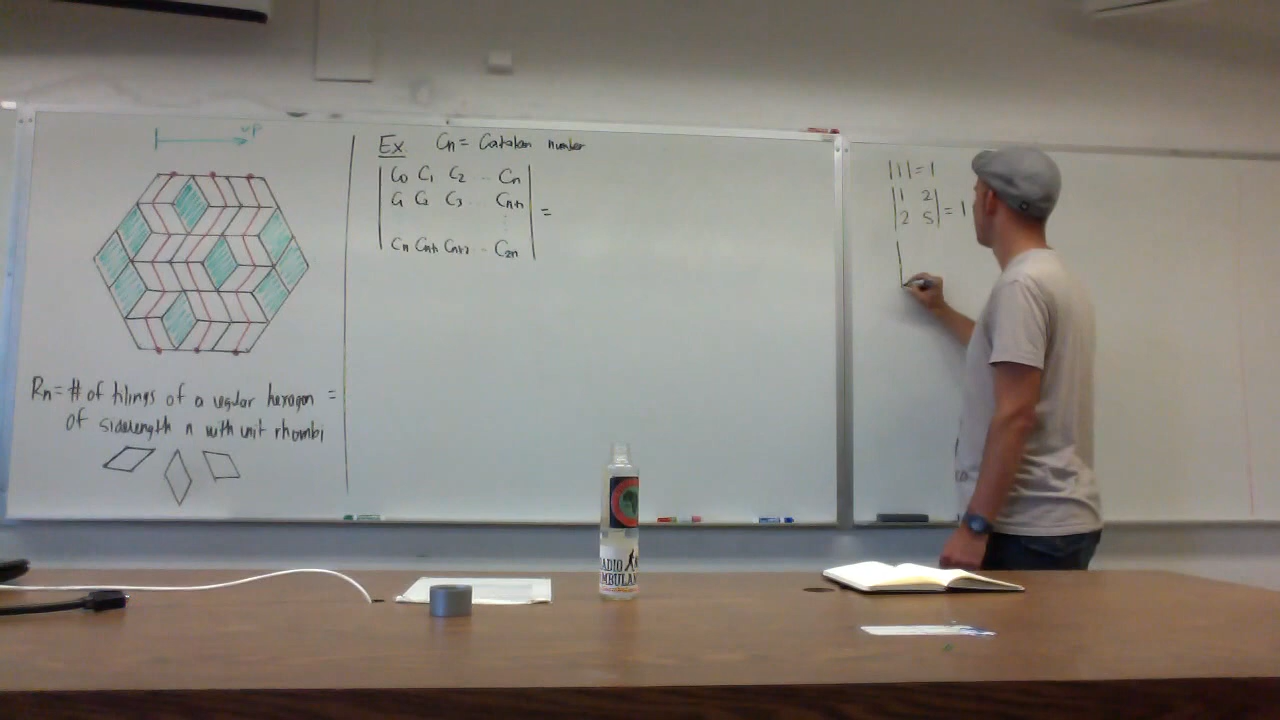 Rn = # of tilings of a regular hexagon =
of sidelength n with unit rhombi
Ex. Cn = Catalan number
C0 C1 C2 .. Cn
C1 C2 C3 .. Cn+1
Cn Cn+1 Cn+2 .. C2n
=
|1| = 1
|1 2|
|2 5| = 1
RADIO
AMBULANTE